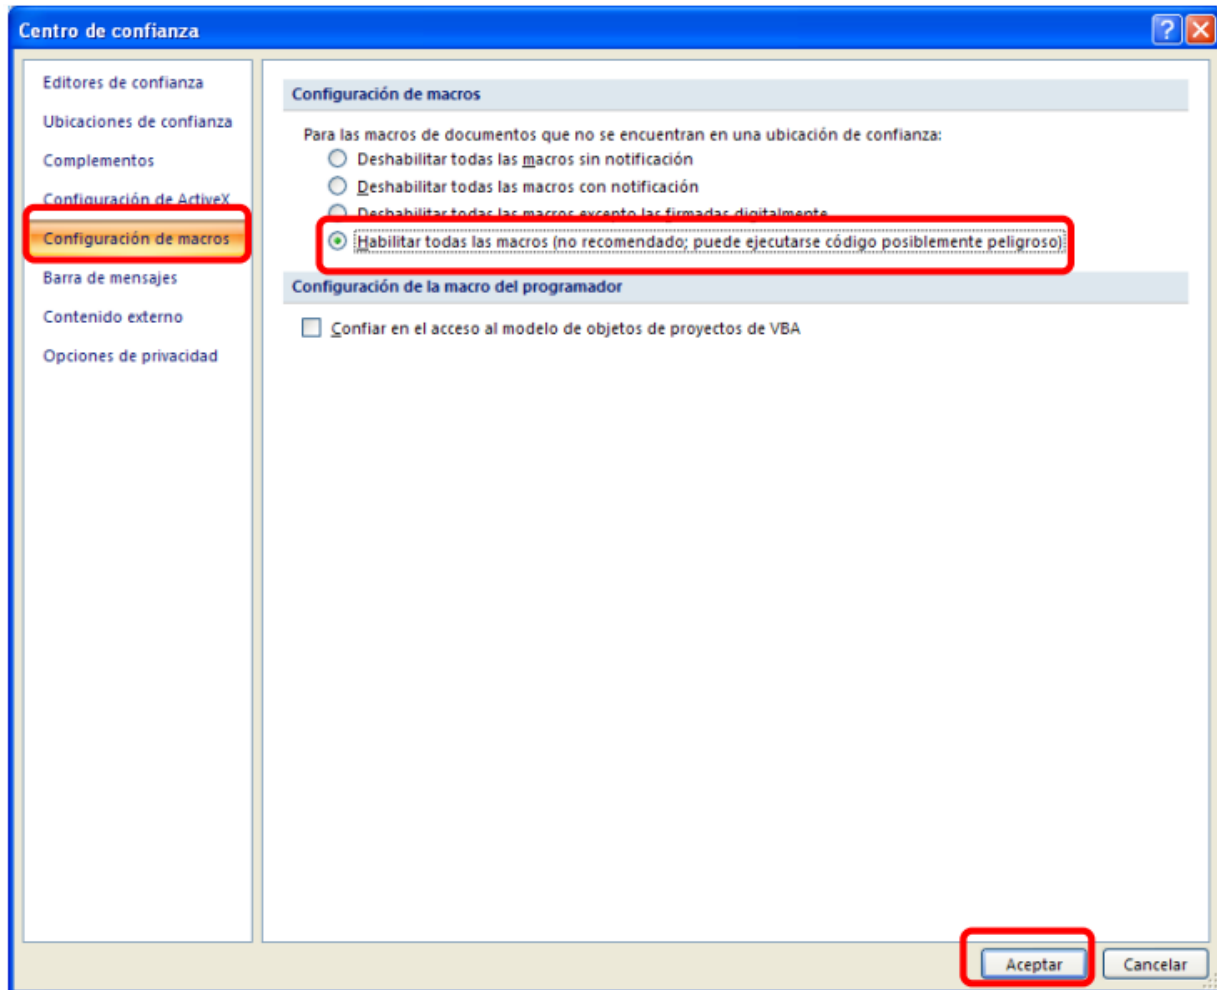 Centro de confianza
Editores de confianza
Ubicaciones de confianza
Complementos
Configuración de ActiveX
Configuración de macros
Barra de mensajes
Contenido externo
Opciones de privacidad
Configuración de macros
Para las macros de documentos que no se encuentran en una ubicación de confianza:
Deshabilitar todas las macros sin notificación
Deshabilitar todas las macros con notificación
Deshabilitar todas las macros excepto las firmadas digitalmente
Habilitar todas las macros (no recomendado; puede ejecutarse código posiblemente peligroso)
Configuración de la macro del programador
Confiar en el acceso al modelo de objetos de proyectos de VBA
Aceptar
Cancelar